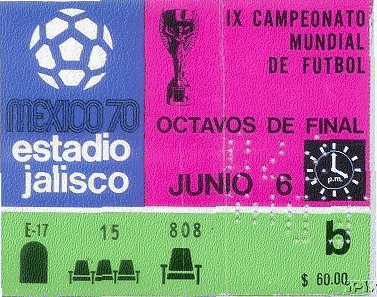 IX CAMPEONATO
MUNDIAL
DE FUTBOL
MEXICO 70
OCTAVOS DE FINAL
estadio
jalisco
JUNIO 6
p.m.
E-17
15
808
b
$ 60.00